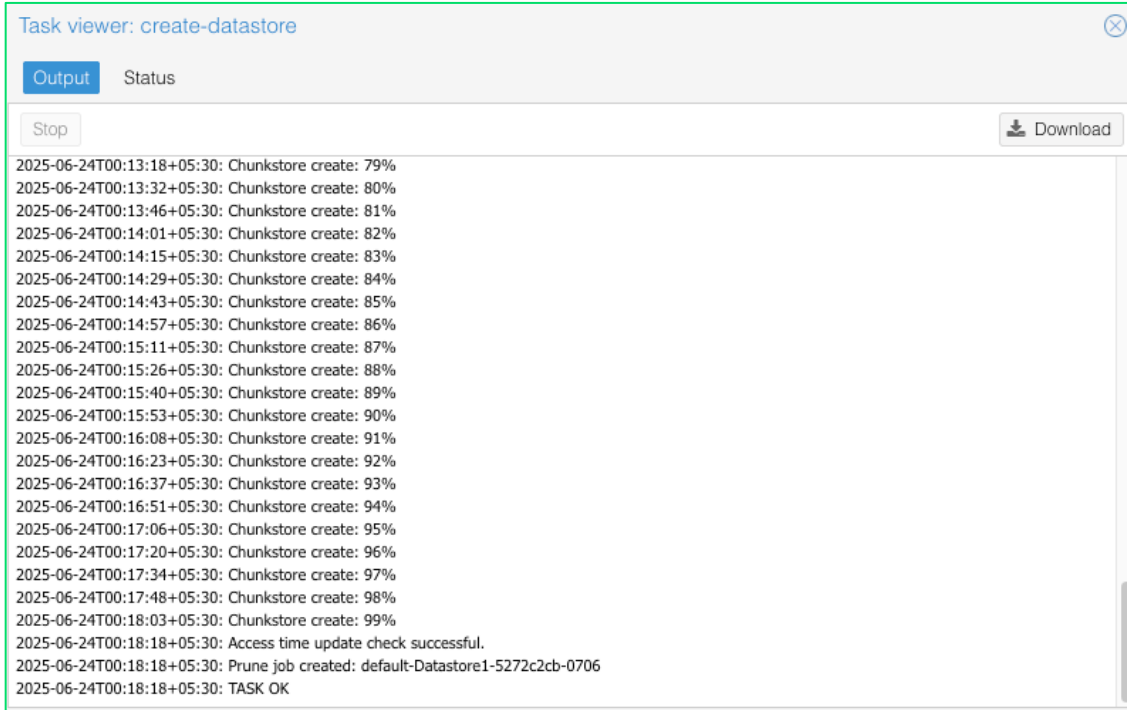 Task viewer: create-datastore
Output Status
Stop Download
2025-06-24T00:13:18+05:30: Chunkstore create: 79%
2025-06-24T00:13:32+05:30: Chunkstore create: 80%
2025-06-24T00:13:46+05:30: Chunkstore create: 81%
2025-06-24T00:14:01+05:30: Chunkstore create: 82%
2025-06-24T00:14:15+05:30: Chunkstore create: 83%
2025-06-24T00:14:29+05:30: Chunkstore create: 84%
2025-06-24T00:14:43+05:30: Chunkstore create: 85%
2025-06-24T00:14:57+05:30: Chunkstore create: 86%
2025-06-24T00:15:11+05:30: Chunkstore create: 87%
2025-06-24T00:15:26+05:30: Chunkstore create: 88%
2025-06-24T00:15:40+05:30: Chunkstore create: 89%
2025-06-24T00:15:53+05:30: Chunkstore create: 90%
2025-06-24T00:16:08+05:30: Chunkstore create: 91%
2025-06-24T00:16:23+05:30: Chunkstore create: 92%
2025-06-24T00:16:37+05:30: Chunkstore create: 93%
2025-06-24T00:16:51+05:30: Chunkstore create: 94%
2025-06-24T00:17:06+05:30: Chunkstore create: 95%
2025-06-24T00:17:20+05:30: Chunkstore create: 96%
2025-06-24T00:17:34+05:30: Chunkstore create: 97%
2025-06-24T00:17:48+05:30: Chunkstore create: 98%
2025-06-24T00:18:03+05:30: Chunkstore create: 99%
2025-06-24T00:18:18+05:30: Access time update check successful.
2025-06-24T00:18:18+05:30: Prune job created: default-Datastore1-5272c2cb-0706
2025-06-24T00:18:18+05:30: TASK OK